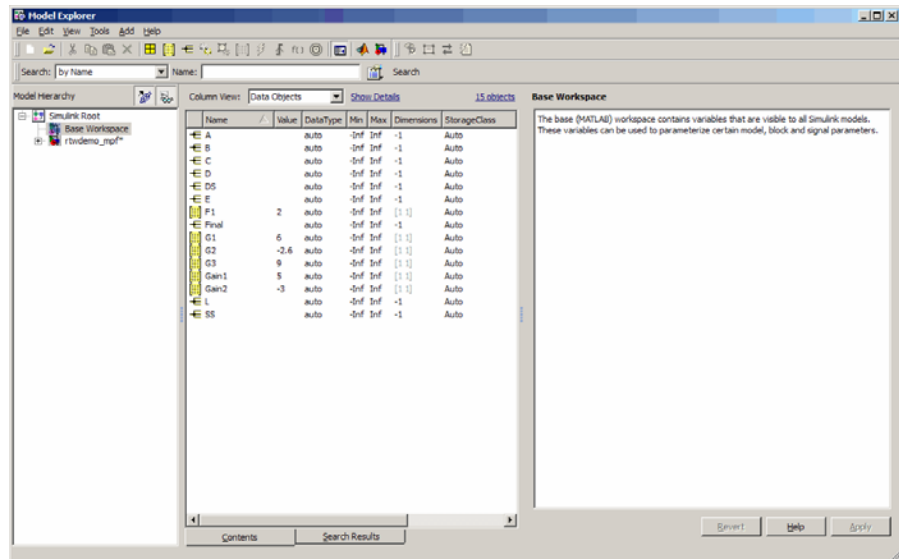 Model Explorer
File Edit View Tools Add Help
Search: by Name Name: Search
Model Hierarchy
Simulink Root
Base Workspace
rtwdemo_mpf*
Column View: Data Objects Show Details 15 objects
Name Value DataType Min Max Dimensions StorageClass
A auto -Inf Inf -1 Auto
B auto -Inf Inf -1 Auto
C auto -Inf Inf -1 Auto
D auto -Inf Inf -1 Auto
DS auto -Inf Inf -1 Auto
E auto -Inf Inf -1 Auto
F1 2 auto -Inf Inf [1 1] Auto
Final auto -Inf Inf -1 Auto
G1 6 auto -Inf Inf [1 1] Auto
G2 -2.6 auto -Inf Inf [1 1] Auto
G3 9 auto -Inf Inf [1 1] Auto
Gain1 5 auto -Inf Inf [1 1] Auto
Gain2 -3 auto -Inf Inf [1 1] Auto
L auto -Inf Inf -1 Auto
SS auto -Inf Inf -1 Auto
Contents Search Results
Base Workspace
The base (MATLAB) workspace contains variables that are visible to all Simulink models.
These variables can be used to parameterize certain model, block and signal parameters.
Revert Help Apply